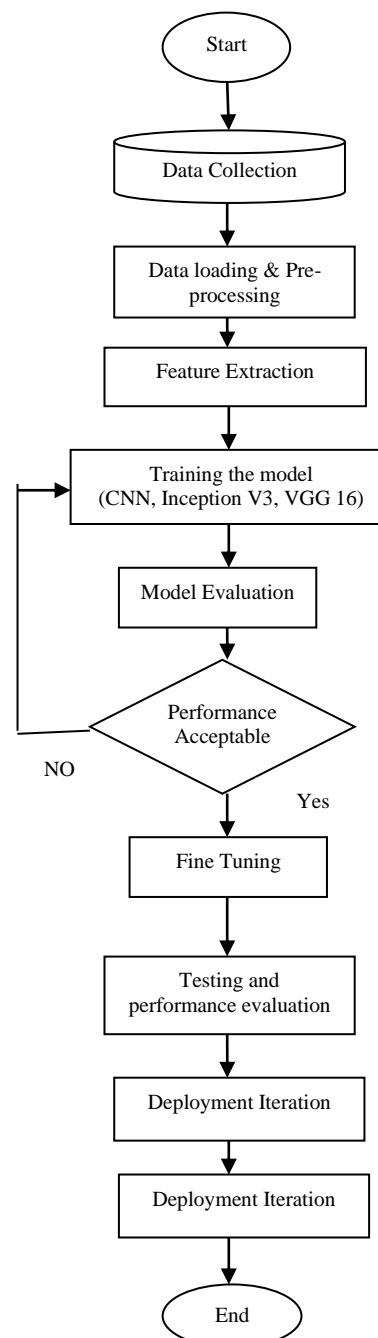 Start
Data Collection
Data loading & Pre-
processing
Feature Extraction
Training the model
(CNN, Inception V3, VGG 16)
Model Evaluation
Performance
Acceptable
NO
Yes
Fine Tuning
Testing and
performance evaluation
Deployment Iteration
Deployment Iteration
End